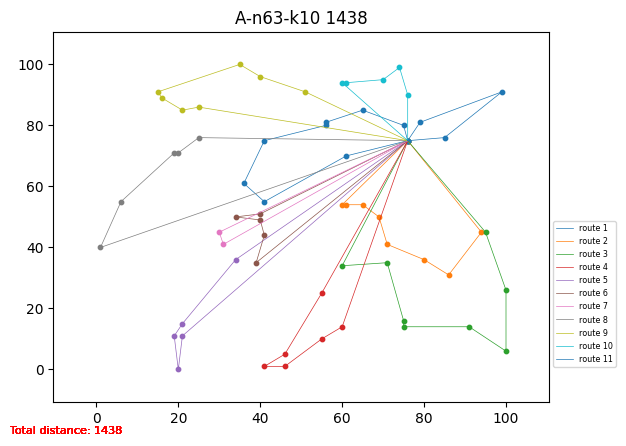 A-n63-k10 1438
100
80
60
40
20
0
0 20 40 60 80 100
route 1
route 2
route 3
route 4
route 5
route 6
route 7
route 8
route 9
route 10
route 11
Total distance: 1438